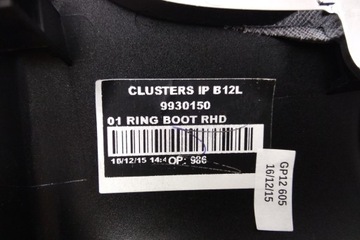 CLUSTERS IP B12L
9930150
01 RING BOOT RHD
16/12/15 14:4 OP: 986
GP12 605
16/12/15